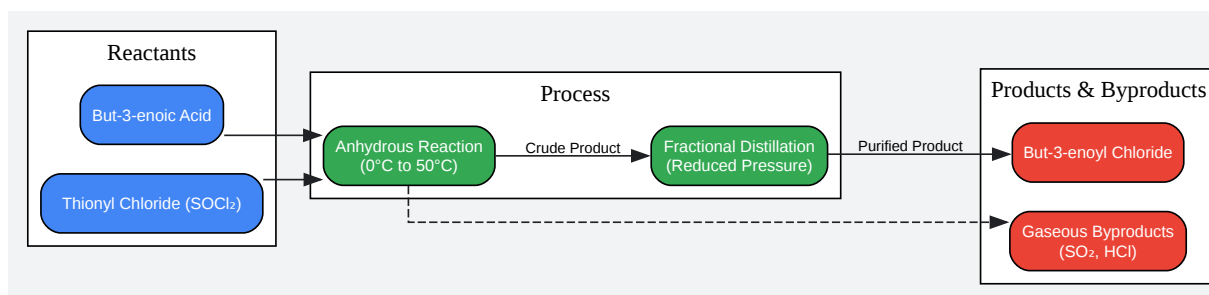 Reactants
But-3-enoic Acid
Thionyl Chloride (SOCl₂)
Process
Anhydrous Reaction
(0°C to 50°C)
Crude Product
Fractional Distillation
(Reduced Pressure)
Purified Product
Products & Byproducts
But-3-enoyl Chloride
Gaseous Byproducts
(SO₂, HCl)